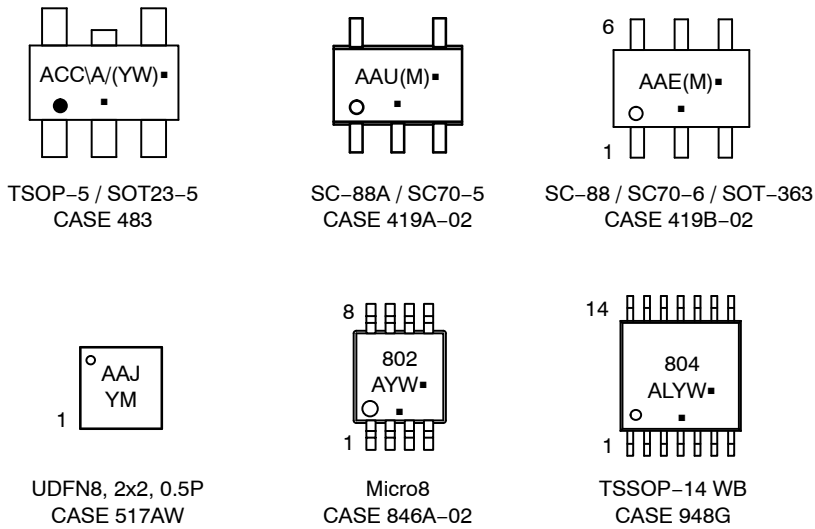 ACC\A/(YW)▪
▪
TSOP−5 / SOT23−5
CASE 483
AAU(M)▪
▪
SC−88A / SC70−5
CASE 419A−02
6
AAE(M)▪
▪
1
SC−88 / SC70−6 / SOT−363
CASE 419B−02
AAJ
YM
1
UDFN8, 2x2, 0.5P
CASE 517AW
8
802
AYW▪
▪
1
Micro8
CASE 846A−02
14
804
ALYW▪
▪
1
TSSOP−14 WB
CASE 948G